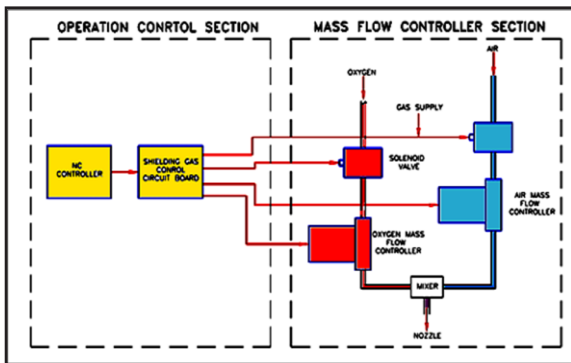 OPERATION CONRTOL SECTION
MASS FLOW CONTROLLER SECTION
AIR
OXYGEN
GAS SUPPLY
NC
CONTROLLER
SHIELDING GAS
CONROL
CIRCUIT BOARD
SOLENOID
VALVE
AIR MASS
FLOW
CONTROLLER
OXYGEN MASS
FLOW
CONTROLLER
MIXER
NOZZLE